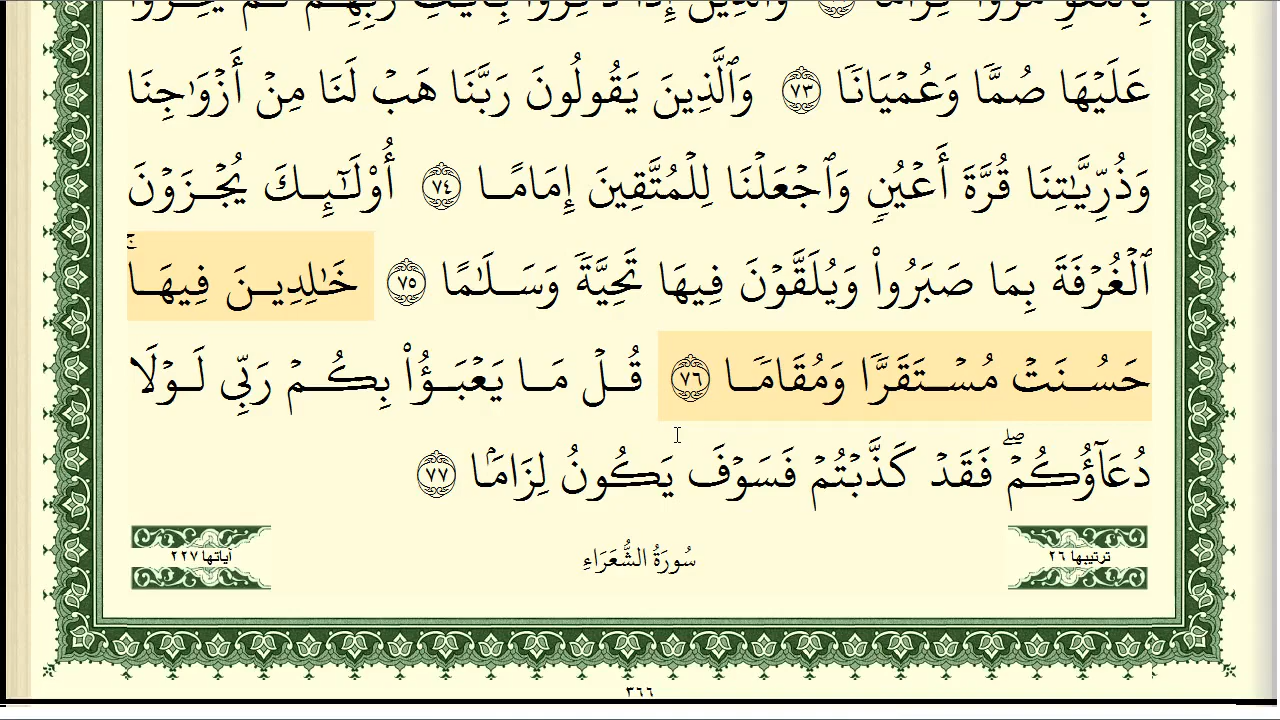 عَلَيْهَا صُمًّا وَعُمْيَانًا ٧٣ وَٱلَّذِينَ يَقُولُونَ رَبَّنَا هَبْ لَنَا مِنْ أَزْوَٰجِنَا
وَذُرِّيَّٰتِنَا قُرَّةَ أَعْيُنٍ وَٱجْعَلْنَا لِلْمُتَّقِينَ إِمَامًا ٧٤ أُوْلَٰٓئِكَ يُجْزَوْنَ
ٱلْغُرْفَةَ بِمَا صَبَرُوا۟ وَيُلَقَّوْنَ فِيهَا تَحِيَّةً وَسَلَٰمًا ٧٥ خَٰلِدِينَ فِيهَاۚ
حَسُنَتْ مُسْتَقَرًّا وَمُقَامًا ٧٦ قُلْ مَا يَعْبَؤُا۟ بِكُمْ رَبِّى لَوْلَا
دُعَآؤُكُمْۖ فَقَدْ كَذَّبْتُمْ فَسَوْفَ يَكُونُ لِزَامًۢا ٧٧
ترتيبها ٢٦ سُورَةُ الشُّعَرَاءِ آياتها ٢٢٧
٣٦٦